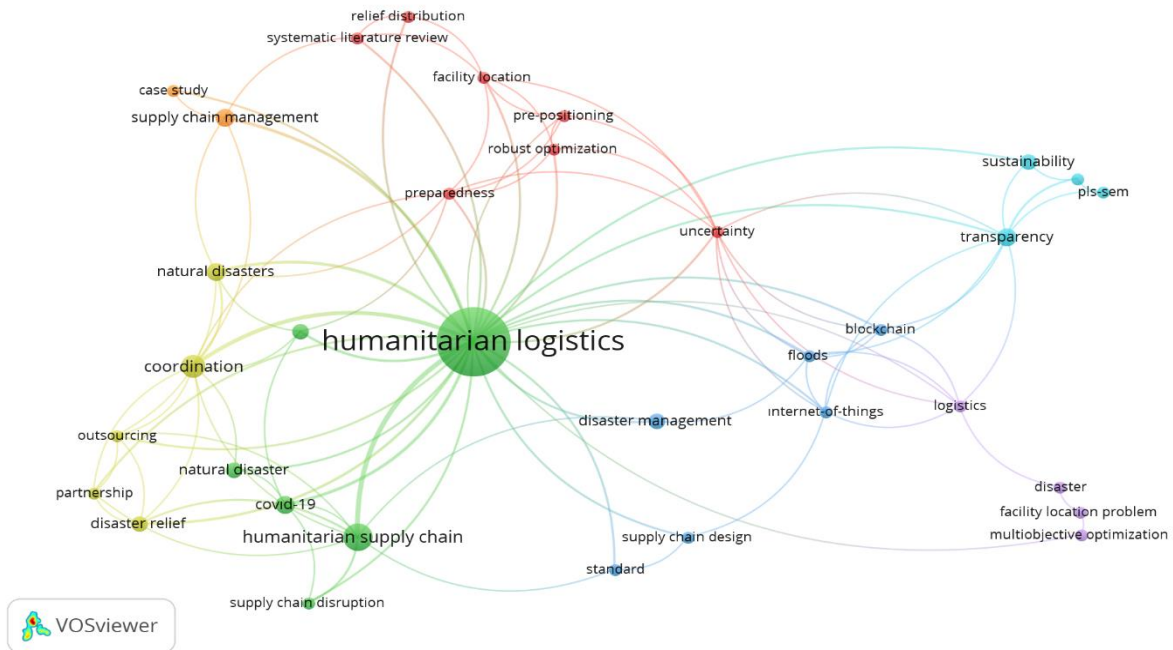 relief distribution
systematic literature review
facility location
case study
supply chain management
pre-positioning
robust optimization
sustainability
preparedness
pls-sem
uncertainty
transparency
natural disasters
blockchain
humanitarian logistics
floods
coordination
internet-of-things
logistics
disaster management
outsourcing
natural disaster
partnership
disaster
covid-19
facility location problem
disaster relief
multiobjective optimization
humanitarian supply chain
supply chain design
standard
supply chain disruption
VOSviewer